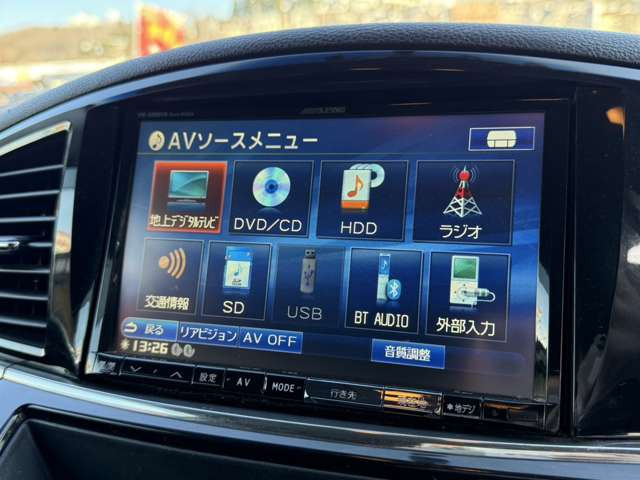 ALPINE
AVソースメニュー
地上デジタルテレビ
DVD/CD
HDD
ラジオ
交通情報
SD
USB
BT AUDIO
外部入力
戻る
リアビジョン
AV OFF
音質調整
13:26
設定
AV
MODE
行き先
地デジ